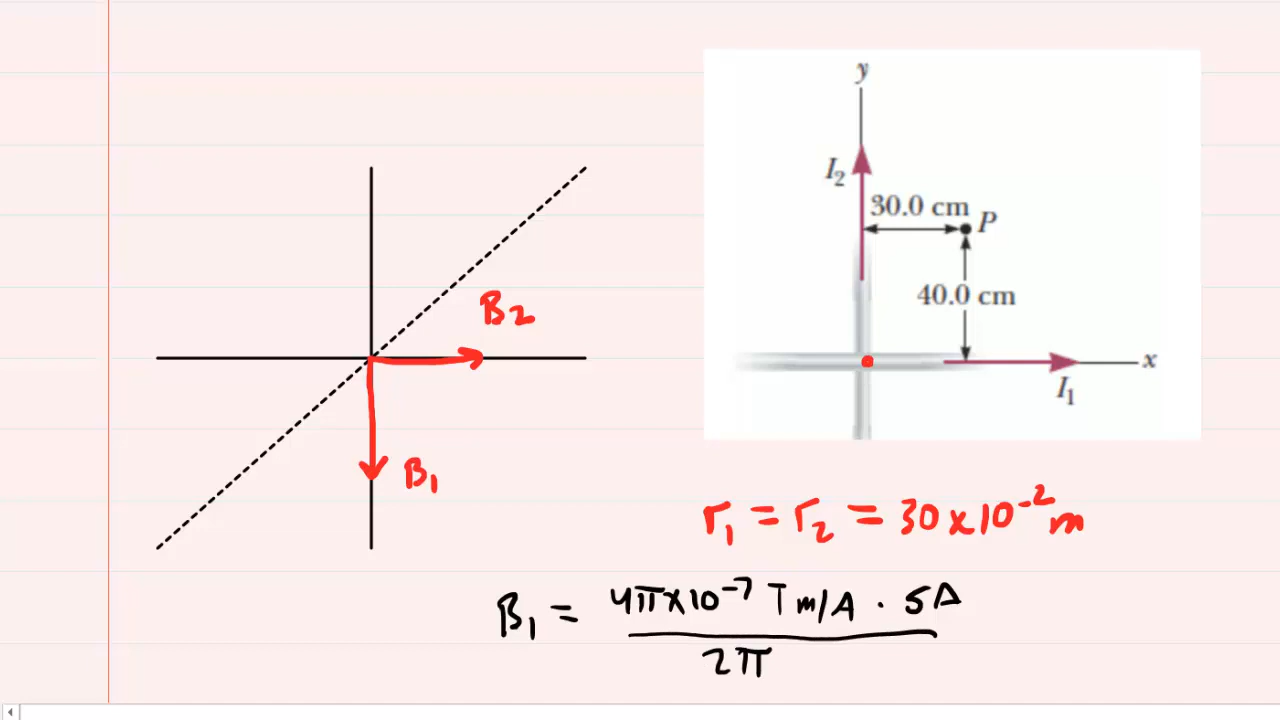 y
I₂
30.0 cm
P
40.0 cm
x
I₁
B₂
B₁
r₁ = r₂ = 30 × 10⁻² m
B₁ = 4π×10⁻⁷ T m/A · 5A
2π